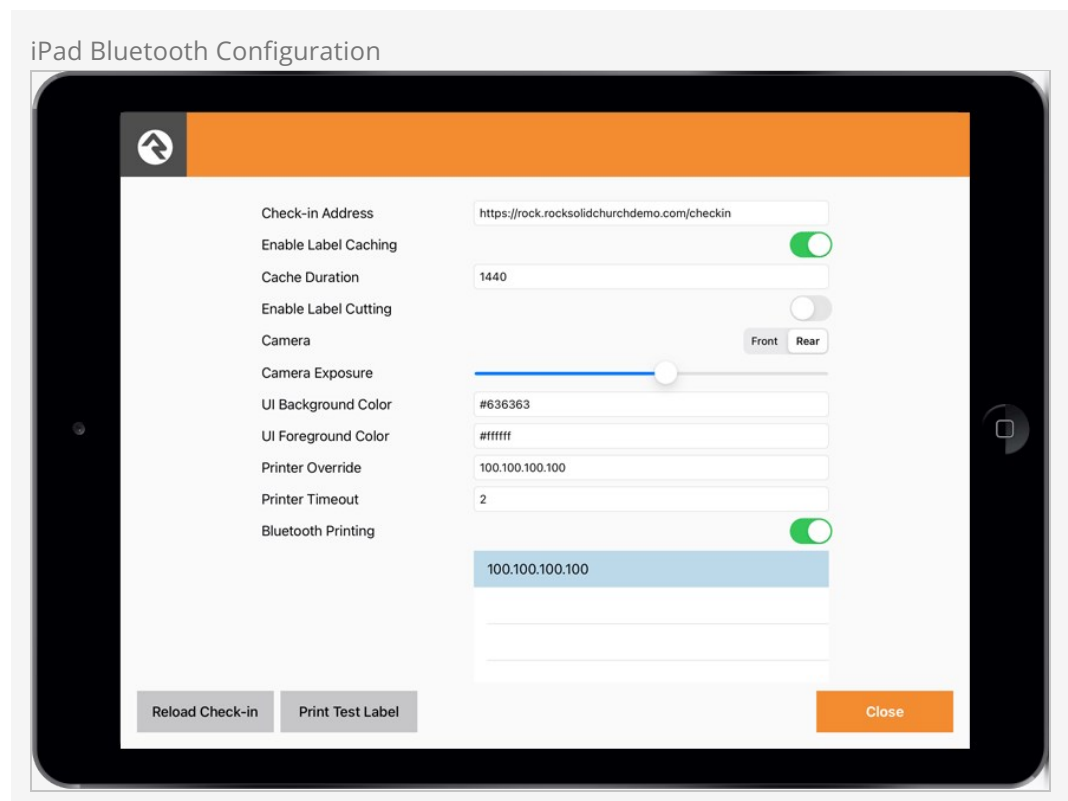 iPad Bluetooth Configuration
Check-in Address https://rock.rocksolidchurchdemo.com/checkin
Enable Label Caching
Cache Duration 1440
Enable Label Cutting
Camera Front Rear
Camera Exposure
UI Background Color #636363
UI Foreground Color #ffffff
Printer Override 100.100.100.100
Printer Timeout 2
Bluetooth Printing
100.100.100.100
Reload Check-in Print Test Label Close